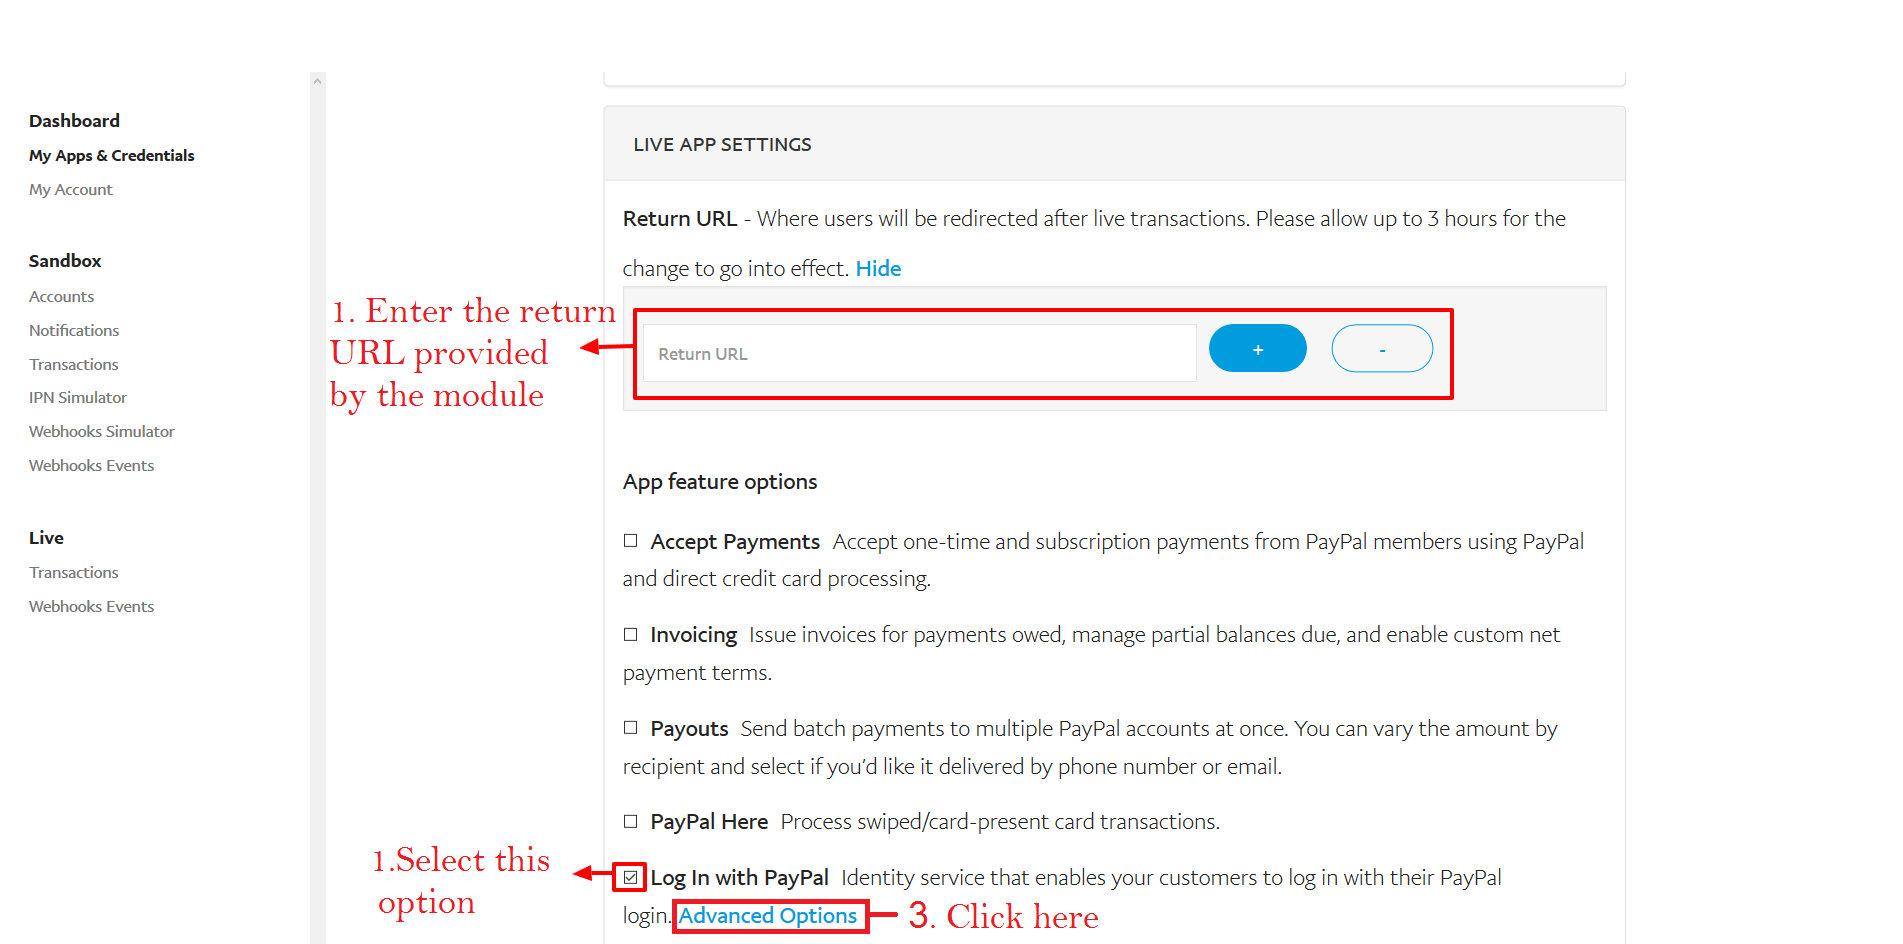 Dashboard
My Apps & Credentials
My Account
Sandbox
Accounts
Notifications
Transactions
IPN Simulator
Webhooks Simulator
Webhooks Events
Live
Transactions
Webhooks Events
LIVE APP SETTINGS
Return URL - Where users will be redirected after live transactions. Please allow up to 3 hours for the
change to go into effect. Hide
1. Enter the return
URL provided
by the module
Return URL
+
-
App feature options
Accept Payments Accept one-time and subscription payments from PayPal members using PayPal
and direct credit card processing.
Invoicing Issue invoices for payments owed, manage partial balances due, and enable custom net
payment terms.
Payouts Send batch payments to multiple PayPal accounts at once. You can vary the amount by
recipient and select if you'd like it delivered by phone number or email.
PayPal Here Process swiped/card-present card transactions.
1.Select this
option
Log In with PayPal Identity service that enables your customers to log in with their PayPal
login. Advanced Options
3. Click here